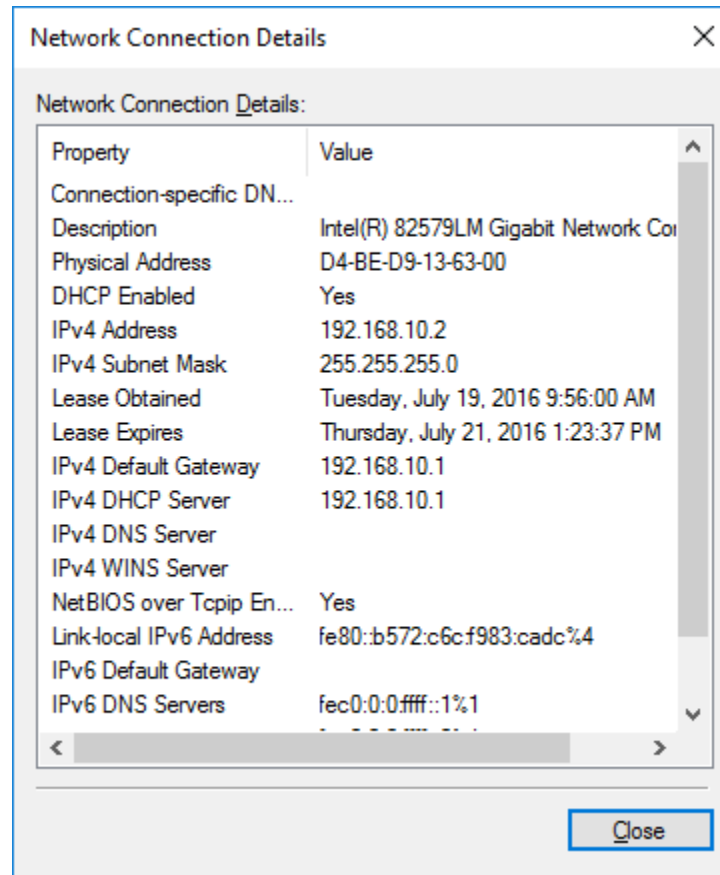 Network Connection Details
Network Connection Details:
Property Value
Connection-specific DN...
Description Intel(R) 82579LM Gigabit Network Con
Physical Address D4-BE-D9-13-63-00
DHCP Enabled Yes
IPv4 Address 192.168.10.2
IPv4 Subnet Mask 255.255.255.0
Lease Obtained Tuesday, July 19, 2016 9:56:00 AM
Lease Expires Thursday, July 21, 2016 1:23:37 PM
IPv4 Default Gateway 192.168.10.1
IPv4 DHCP Server 192.168.10.1
IPv4 DNS Server
IPv4 WINS Server
NetBIOS over Tcpip En... Yes
Link-local IPv6 Address fe80::b572:c6c:f983:cadc%4
IPv6 Default Gateway
IPv6 DNS Servers fec0:0:0:ffff::1%1
Close